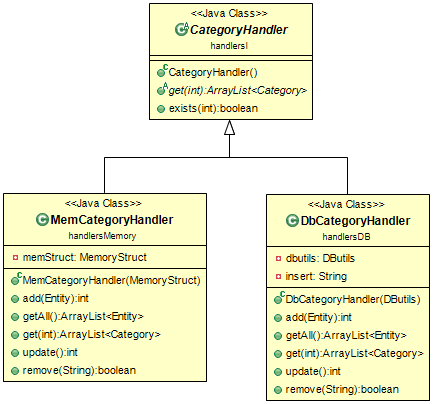 <<Java Class>>
CategoryHandler
handlersI
CategoryHandler()
get(int):ArrayList<Category>
exists(int):boolean
<<Java Class>>
MemCategoryHandler
handlersMemory
memStruct: MemoryStruct
MemCategoryHandler(MemoryStruct)
add(Entity):int
getAll():ArrayList<Entity>
get(int):ArrayList<Category>
update():int
remove(String):boolean
<<Java Class>>
DbCategoryHandler
handlersDB
dbutils: DButils
insert: String
DbCategoryHandler(DButils)
add(Entity):int
getAll():ArrayList<Entity>
get(int):ArrayList<Category>
update():int
remove(String):boolean